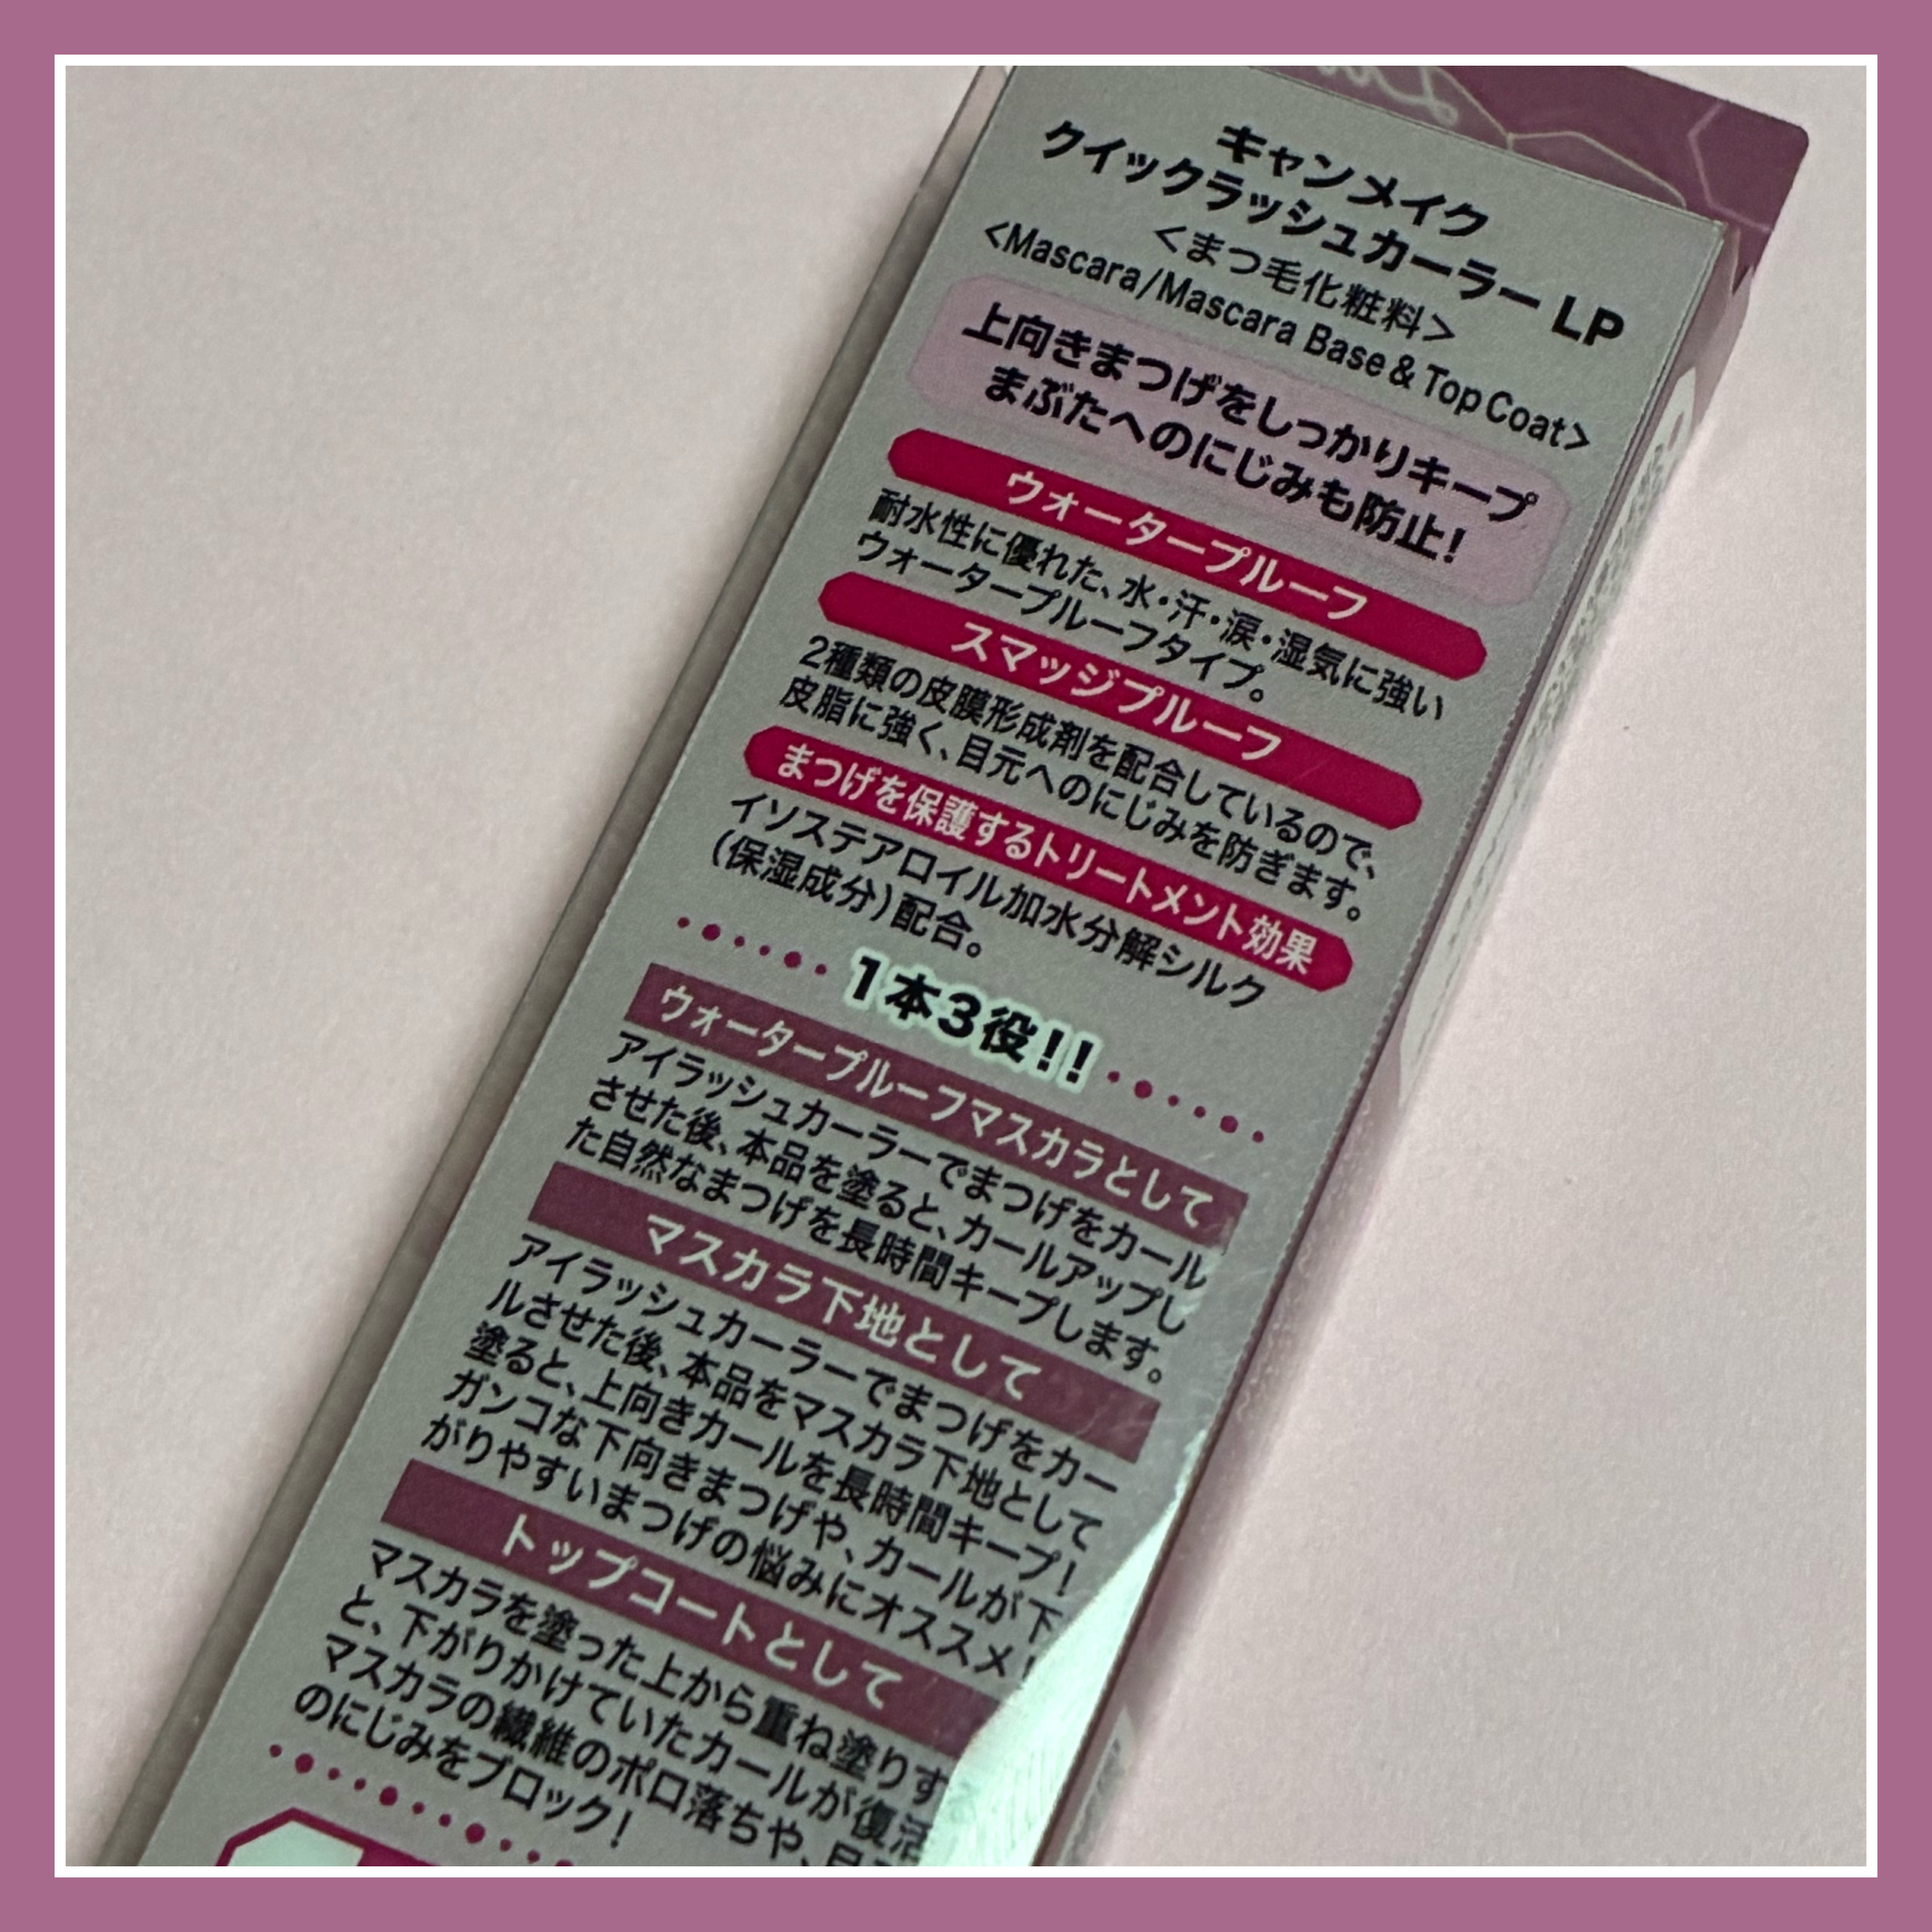 キャンメイク
クイックラッシュカーラー LP
<まつ毛化粧料>
<Mascara/Mascara Base & Top Coat>
上向きまつげをしっかりキープ
まぶたへのにじみも防止!
ウォータープルーフ
耐水性に優れた、水・汗・涙・湿気に強い
ウォータープルーフタイプ。
スマッジプルーフ
2種類の皮膜形成剤を配合しているので、
皮脂に強く、目元へのにじみを防ぎます。
まつげを保護するトリートメント効果
イソステアロイル加水分解シルク
(保湿成分)配合。
1本3役!!
ウォータープルーフマスカラとして
アイラッシュカーラーでまつげをカール
させた後、本品を塗ると、カールアップし
た自然なまつげを長時間キープします。
マスカラ下地として
アイラッシュカーラーでまつげをカー
ルさせた後、本品をマスカラ下地として
塗ると、上向きカールを長時間キープ!
ガンコな下向きまつげや、カールが下
がりやすいまつげの悩みにオススメ!
トップコートとして
マスカラを塗った上から重ね塗りす
と、下がりかけていたカールが復活
マスカラの繊維のポロ落ちや、目
のにじみをブロック!